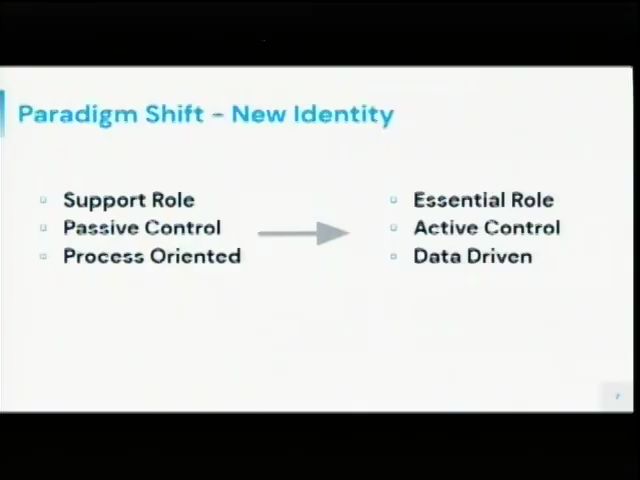 Paradigm Shift - New Identity
Support Role
Passive Control
Process Oriented
Essential Role
Active Control
Data Driven